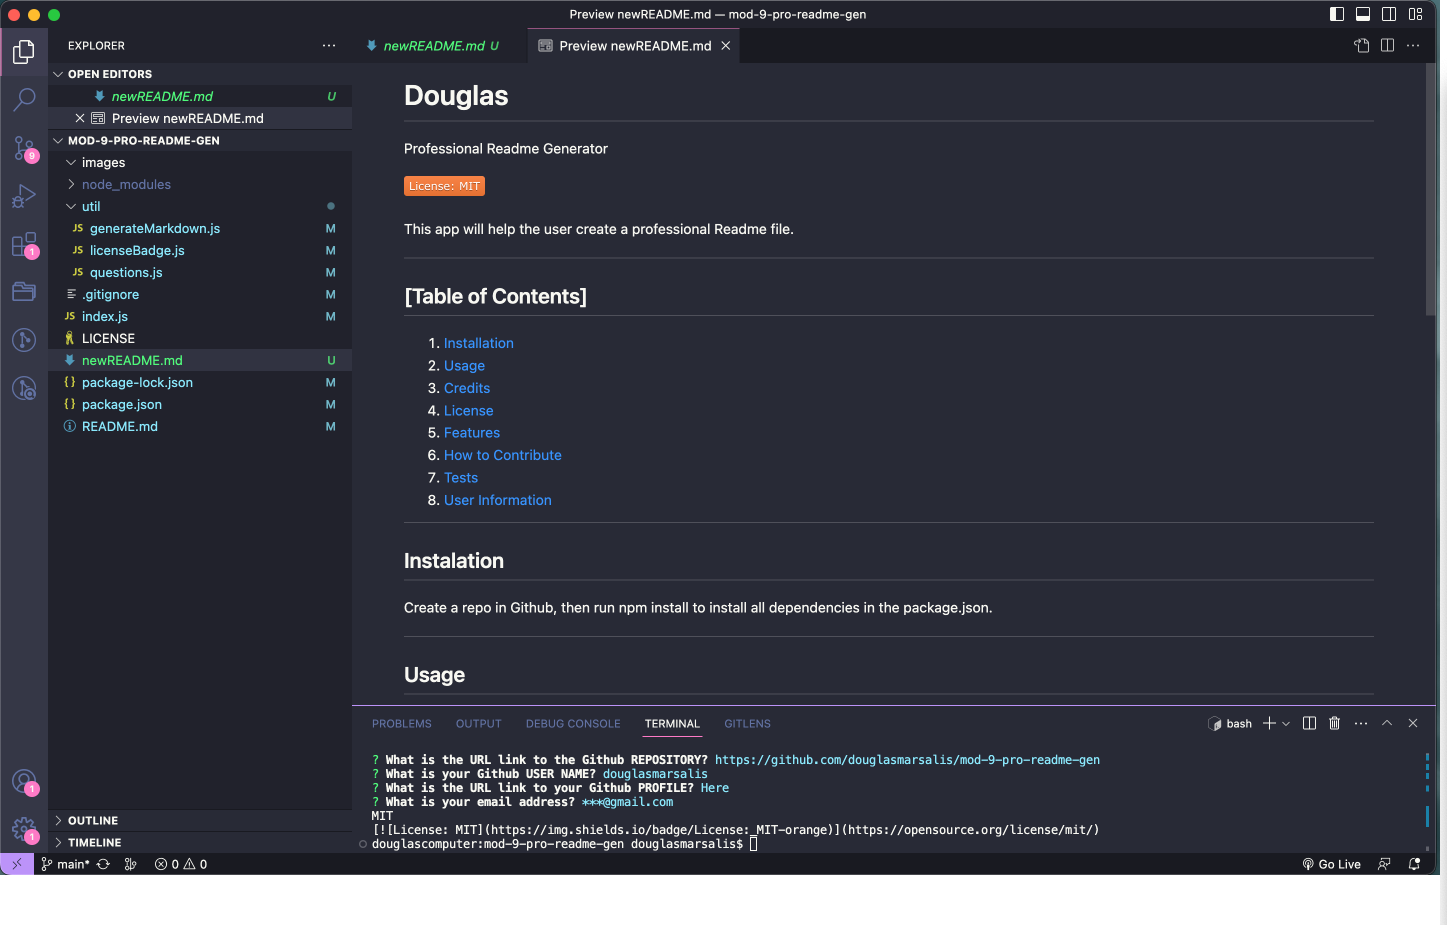 Preview newREADME.md — mod-9-pro-readme-gen
EXPLORER
newREADME.md U
Preview newREADME.md
OPEN EDITORS
newREADME.md U
Preview newREADME.md
MOD-9-PRO-README-GEN
images
node_modules
util
JS generateMarkdown.js M
JS licenseBadge.js M
JS questions.js M
.gitignore M
JS index.js M
LICENSE
newREADME.md U
{} package-lock.json M
{} package.json M
README.md M
OUTLINE
TIMELINE
9
1
1
1
Douglas
Professional Readme Generator
License: MIT
This app will help the user create a professional Readme file.
[Table of Contents]
1. Installation
2. Usage
3. Credits
4. License
5. Features
6. How to Contribute
7. Tests
8. User Information
Instalation
Create a repo in Github, then run npm install to install all dependencies in the package.json.
Usage
PROBLEMS OUTPUT DEBUG CONSOLE TERMINAL GITLENS
bash
? What is the URL link to the Github REPOSITORY? https://github.com/douglasmarsalis/mod-9-pro-readme-gen
? What is your Github USER NAME? douglasmarsalis
? What is the URL link to your Github PROFILE? Here
? What is your email address? ***@gmail.com
MIT
[![License: MIT](https://img.shields.io/badge/License:_MIT-orange)](https://opensource.org/license/mit/)
douglascomputer:mod-9-pro-readme-gen douglasmarsalis$
main* 0 0
Go Live